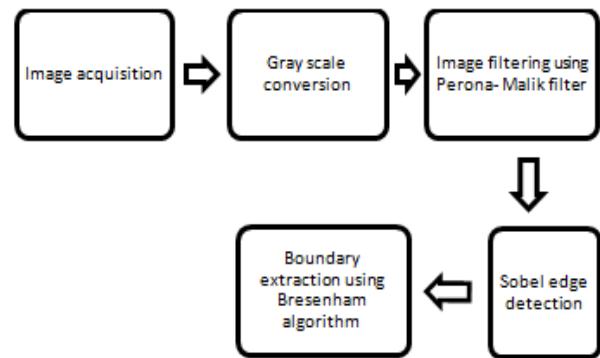 Image acquisition
Gray scale
conversion
Image filtering using
Perona- Malik filter
Sobel edge
detection
Boundary
extraction using
Bresenham
algorithm